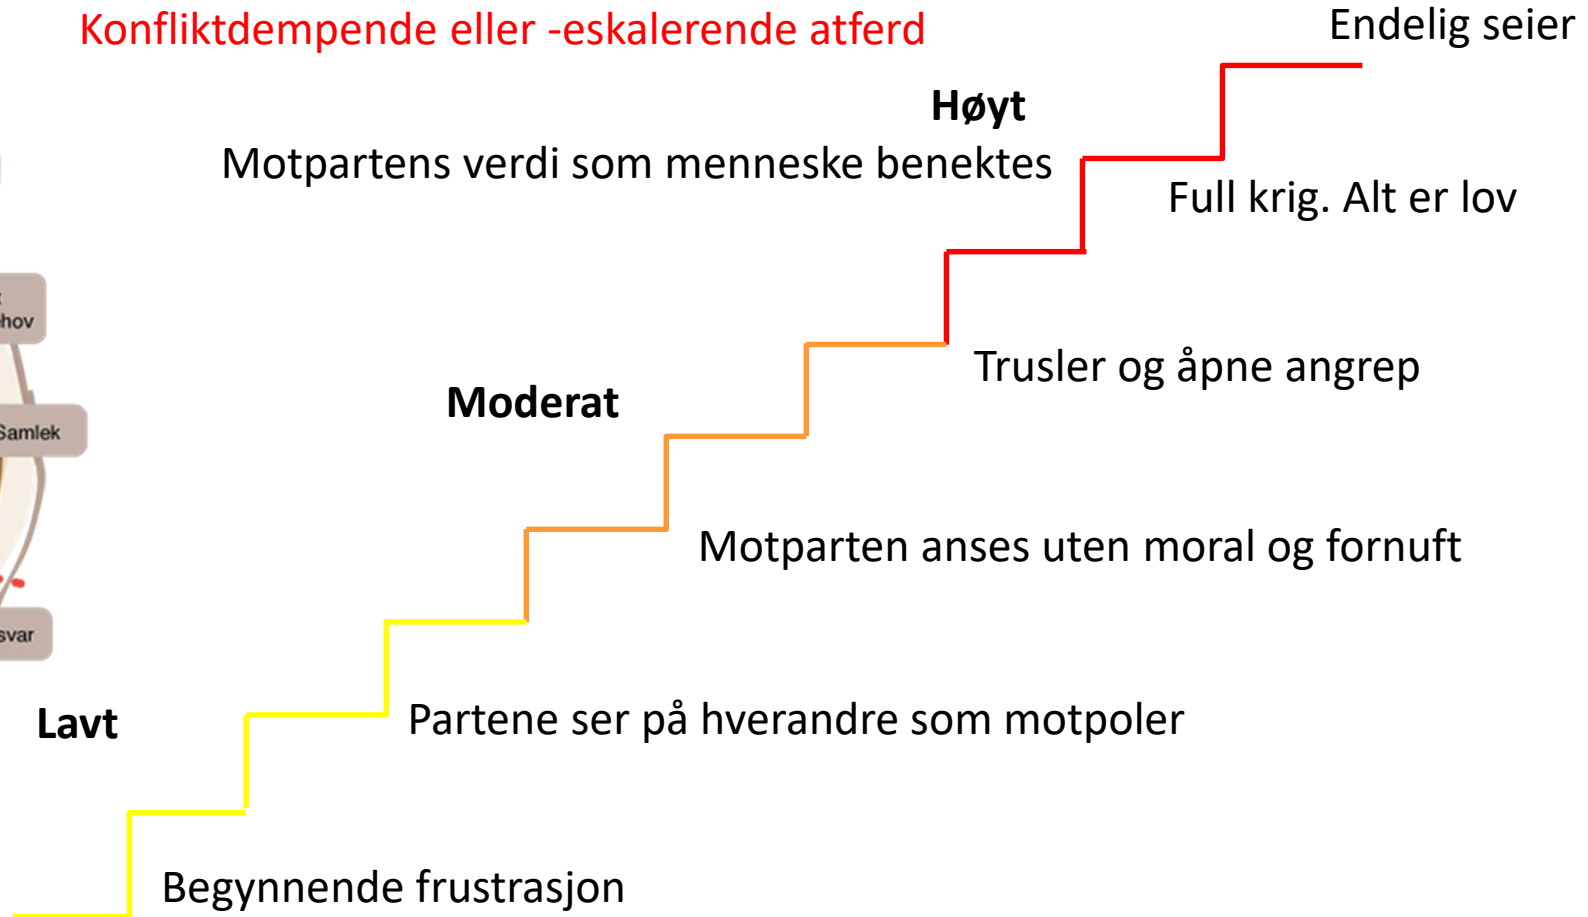 Konfliktdempende eller -eskalerende atferd
Endelig seier
Høyt
Motpartens verdi som menneske benektes
Full krig. Alt er lov
Trusler og åpne angrep
Moderat
Samlek
Motparten anses uten moral og fornuft
Lavt
Partene ser på hverandre som motpoler
Begynnende frustrasjon